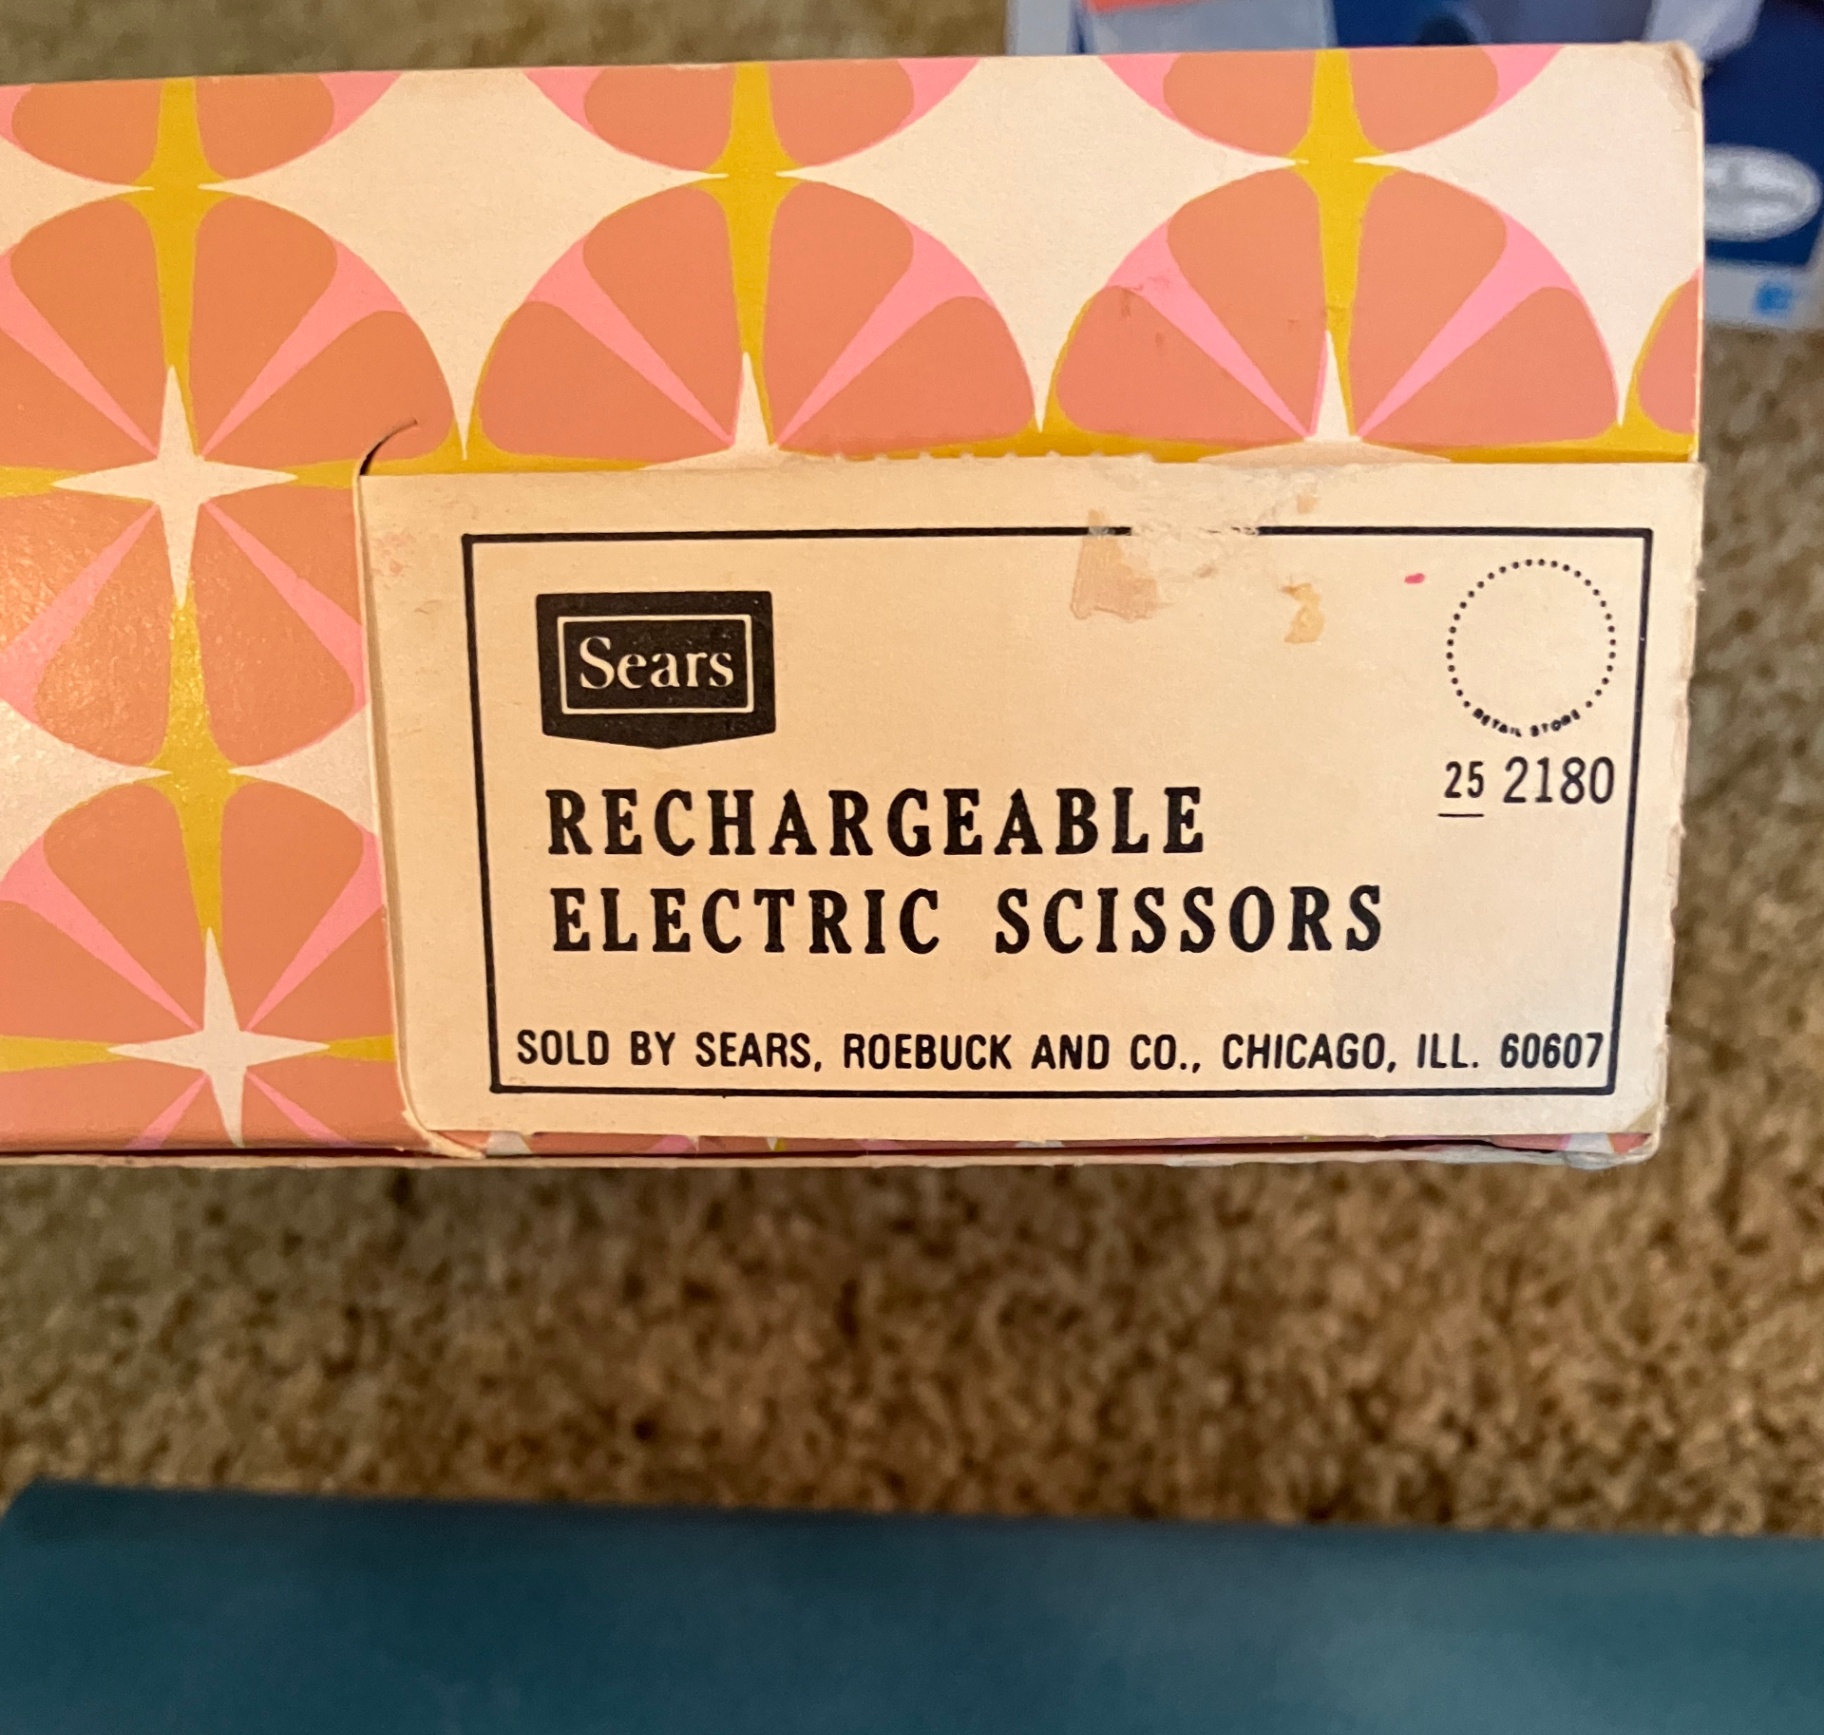 Sears
RETAIL STORE
25 2180
RECHARGEABLE
ELECTRIC SCISSORS
SOLD BY SEARS, ROEBUCK AND CO., CHICAGO, ILL. 60607